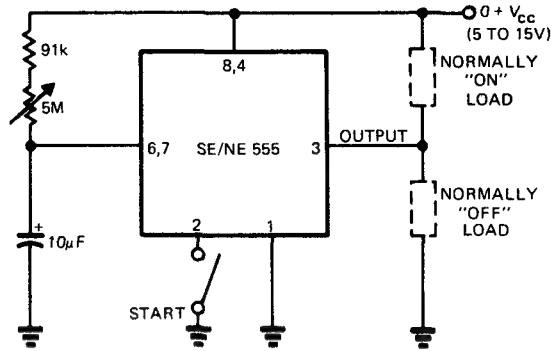 0 + Vcc
(5 TO 15V)
91k
5M
8,4
NORMALLY
"ON"
LOAD
OUTPUT
6,7
SE/NE 555
3
NORMALLY
"OFF"
LOAD
2
1
+
10μF
START